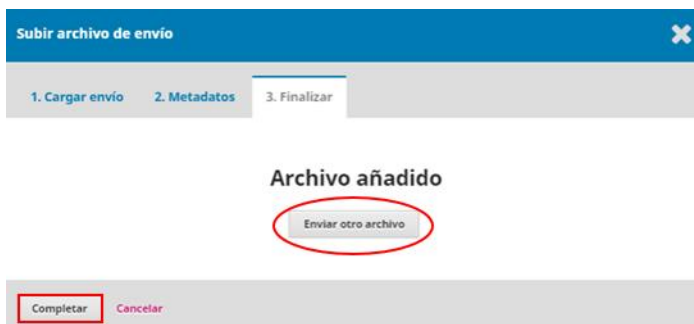 Subir archivo de envío
1. Cargar envío 2. Metadatos 3. Finalizar
Archivo añadido
Enviar otro archivo
Completar Cancelar